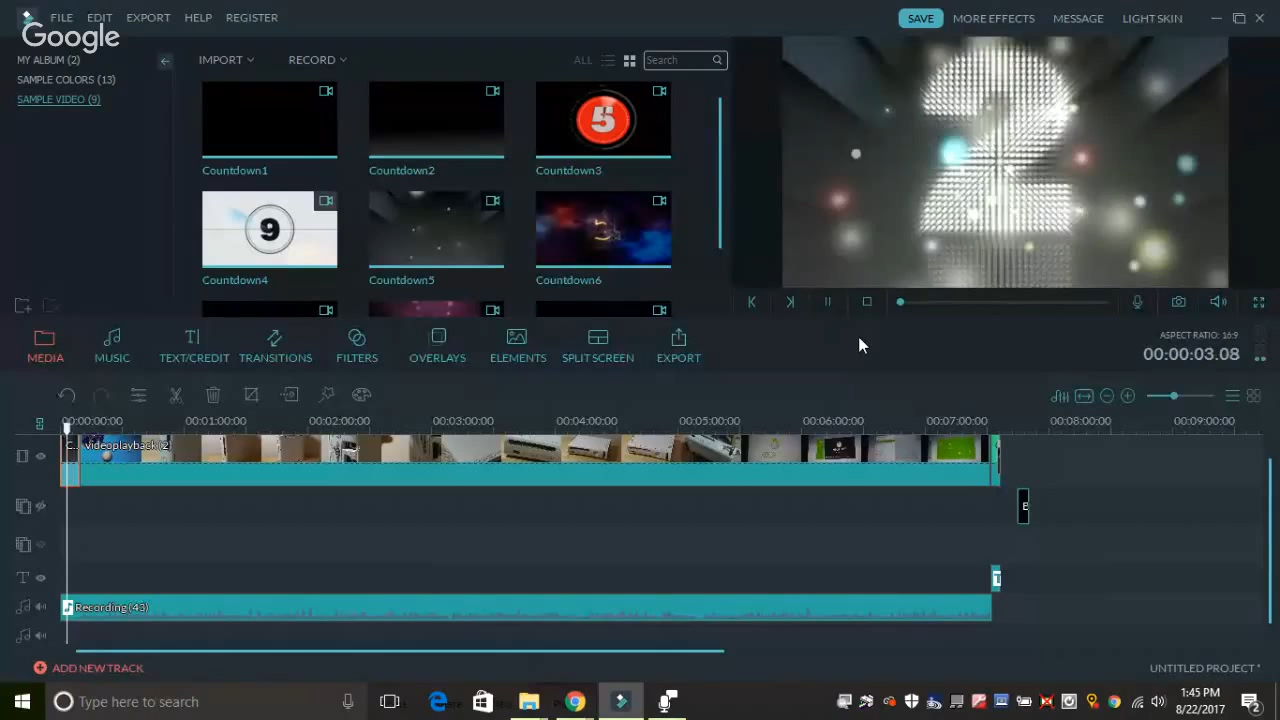 FILE EDIT EXPORT HELP REGISTER SAVE MORE EFFECTS MESSAGE LIGHT SKIN
Google
MY ALBUM (2)
SAMPLE COLORS (13)
SAMPLE VIDEO (9)
IMPORT RECORD ALL Search
5
Countdown1 Countdown2 Countdown3
9
5
Countdown4 Countdown5 Countdown6
2
MEDIA MUSIC TEXT/CREDIT TRANSITIONS FILTERS OVERLAYS ELEMENTS SPLIT SCREEN EXPORT
ASPECT RATIO: 16:9
00:00:03.08
00:00:00:00 00:01:00:00 00:02:00:00 00:03:00:00 00:04:00:00 00:05:00:00 00:06:00:00 00:07:00:00 00:08:00:00 00:09:00:00
C... videoplayback (2)
Recording (43)
ADD NEW TRACK
UNTITLED PROJECT *
Type here to search
1:45 PM
8/22/2017
2